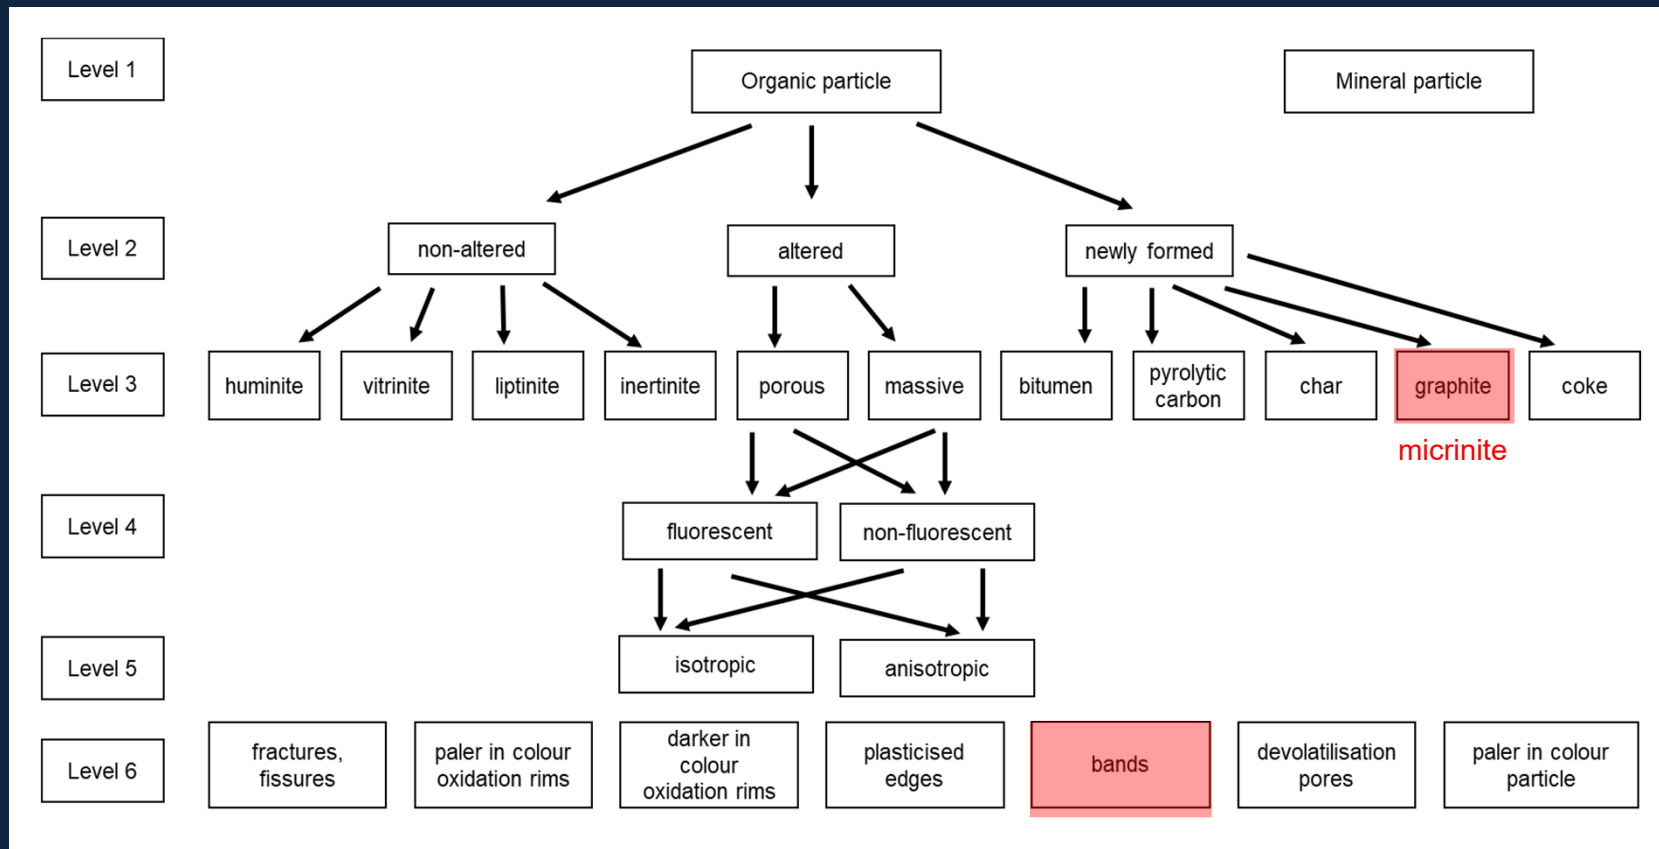 Level 1
Organic particle
Mineral particle
Level 2
non-altered
altered
newly formed
Level 3
huminite
vitrinite
liptinite
inertinite
porous
massive
bitumen
pyrolytic
carbon
char
graphite
coke
micrinite
Level 4
fluorescent
non-fluorescent
Level 5
isotropic
anisotropic
Level 6
fractures,
fissures
paler in colour
oxidation rims
darker in
colour
oxidation rims
plasticised
edges
bands
devolatilisation
pores
paler in colour
particle